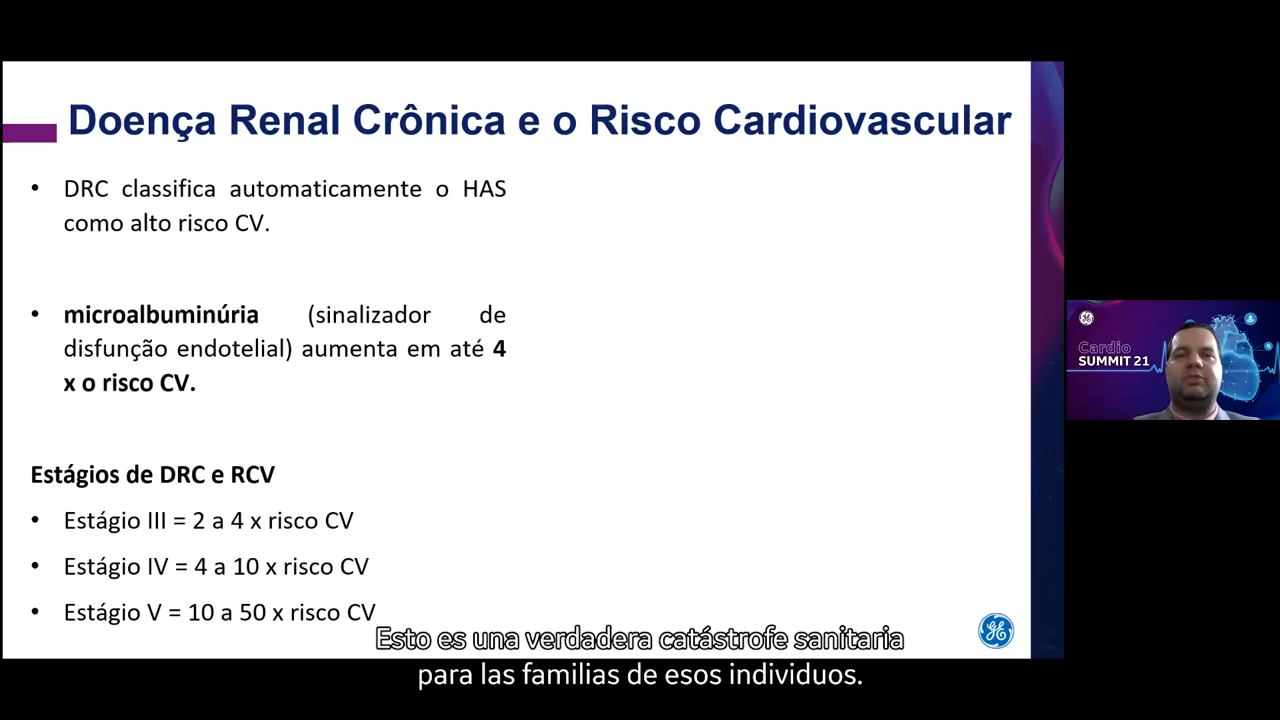 Doença Renal Crônica e o Risco Cardiovascular
• DRC classifica automaticamente o HAS
como alto risco CV.
• microalbuminúria (sinalizador de
disfunção endotelial) aumenta em até 4
x o risco CV.
Estágios de DRC e RCV
• Estágio III = 2 a 4 x risco CV
• Estágio IV = 4 a 10 x risco CV
• Estágio V = 10 a 50 x risco CV
Cardio
SUMMIT 21
Esto es una verdadera catástrofe sanitaria
para las familias de esos individuos.